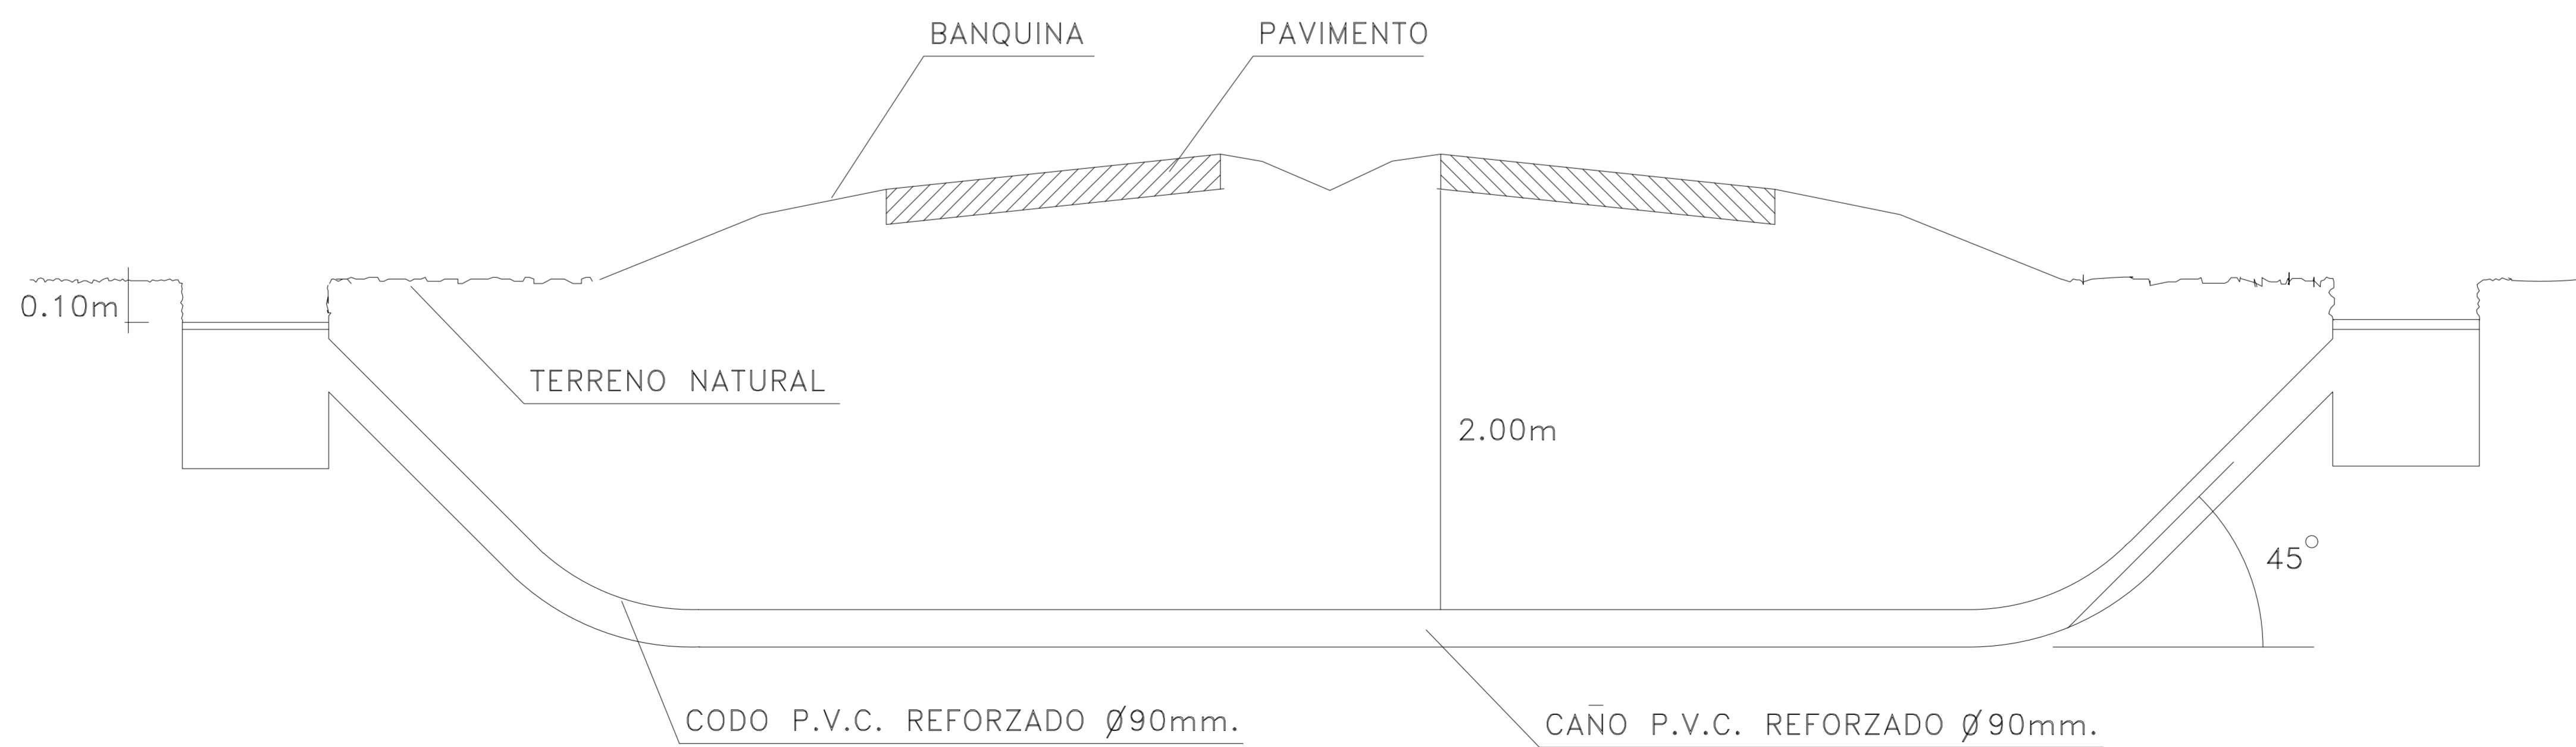 BANQUINA
PAVIMENTO
0.10m
TERRENO NATURAL
2.00m
45°
CODO P.V.C. REFORZADO Ø90mm.
CAÑO P.V.C. REFORZADO Ø90mm.